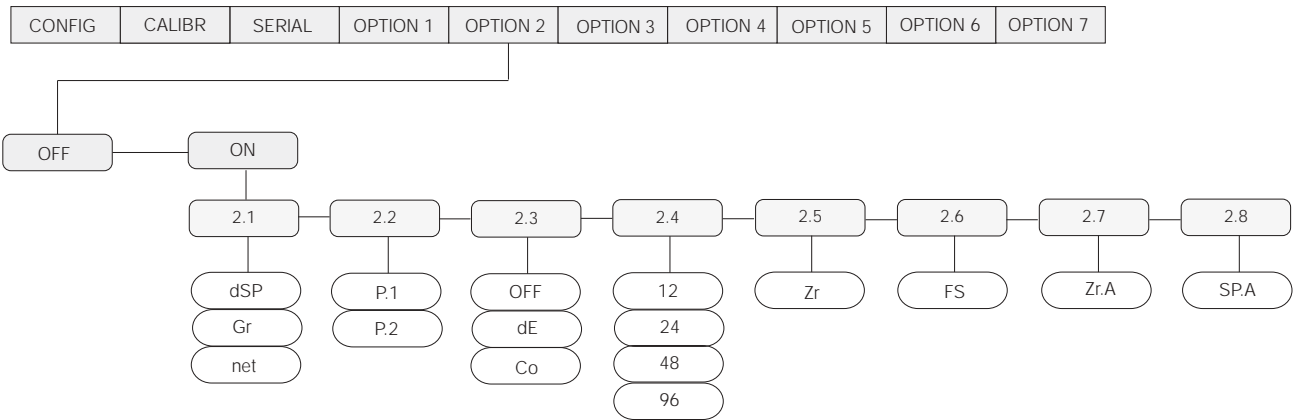 CONFIG CALIBR SERIAL OPTION 1 OPTION 2 OPTION 3 OPTION 4 OPTION 5 OPTION 6 OPTION 7
OFF ON
2.1 2.2 2.3 2.4 2.5 2.6 2.7 2.8
dSP P.1 OFF 12 Zr FS Zr.A SP.A
Gr P.2 dE 24
net Co 48
96